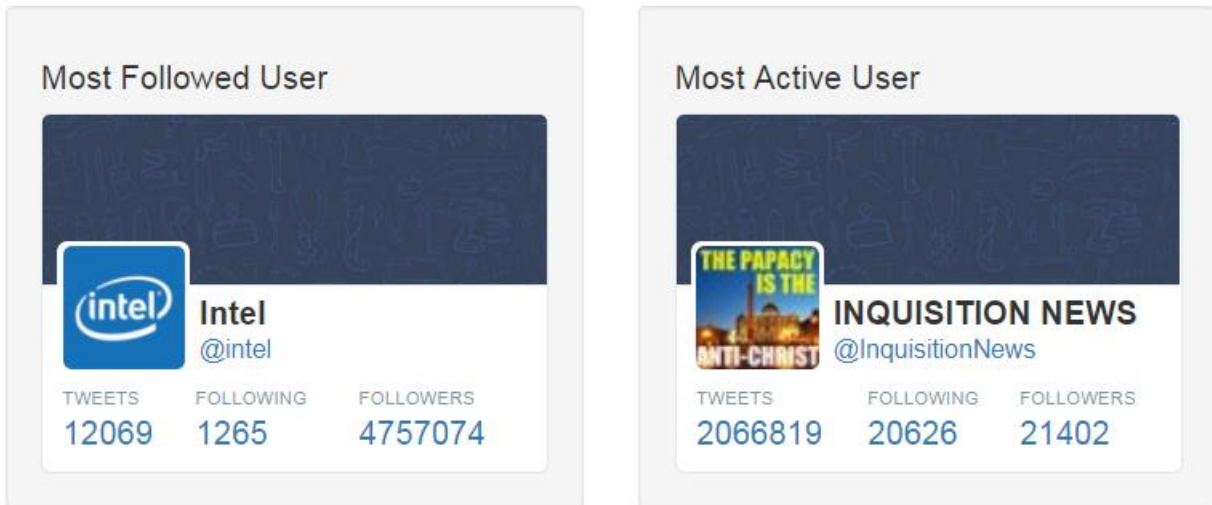 Most Followed User
intel
Intel
@intel
TWEETS FOLLOWING FOLLOWERS
12069 1265 4757074
Most Active User
THE PAPACY
IS THE
ANTI-CHRIST
INQUISITION NEWS
@InquisitionNews
TWEETS FOLLOWING FOLLOWERS
2066819 20626 21402